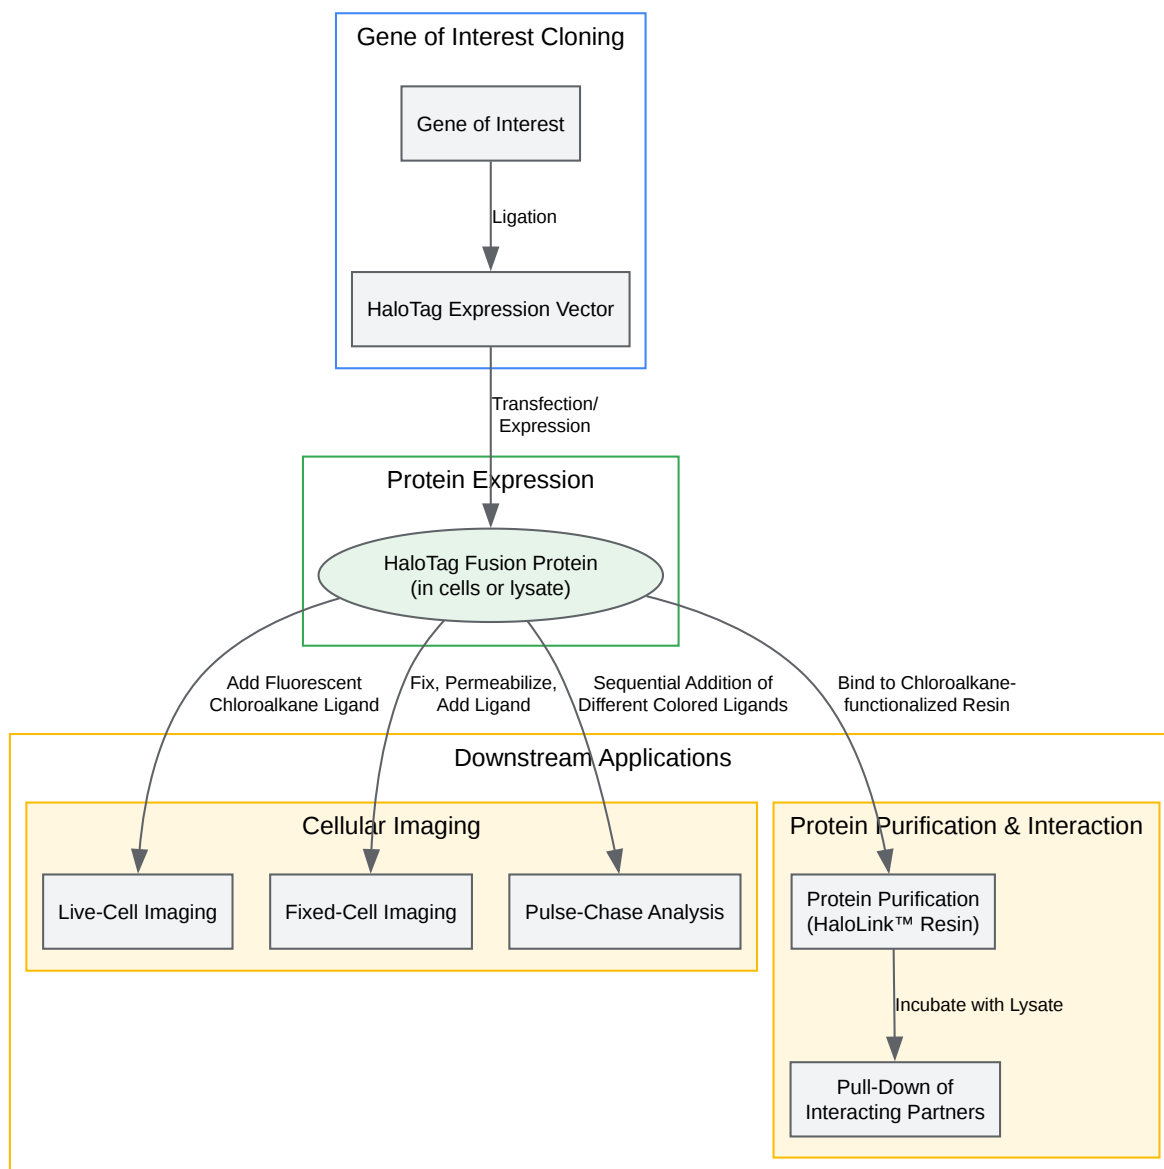 Gene of Interest Cloning
Gene of Interest
Ligation
HaloTag Expression Vector
Transfection/
Expression
Protein Expression
HaloTag Fusion Protein
(in cells or lysate)
Add Fluorescent
Chloroalkane Ligand
Fix, Permeabilize,
Add Ligand
Sequential Addition of
Different Colored Ligands
Bind to Chloroalkane-
functionalized Resin
Downstream Applications
Cellular Imaging
Live-Cell Imaging
Fixed-Cell Imaging
Pulse-Chase Analysis
Protein Purification & Interaction
Protein Purification
(HaloLink™ Resin)
Incubate with Lysate
Pull-Down of
Interacting Partners